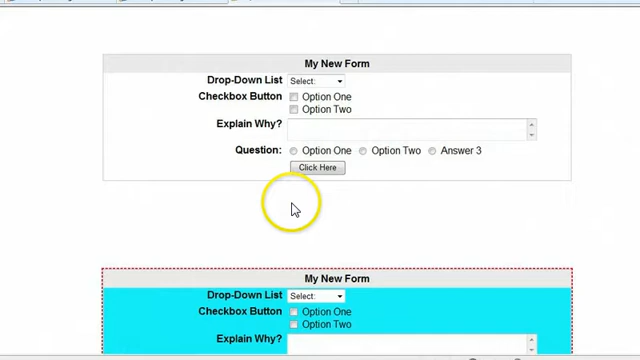 My New Form
Drop-Down List Select:
Checkbox Button Option One
Option Two
Explain Why?
Question: Option One Option Two Answer 3
Click Here
My New Form
Drop-Down List Select:
Checkbox Button Option One
Option Two
Explain Why?